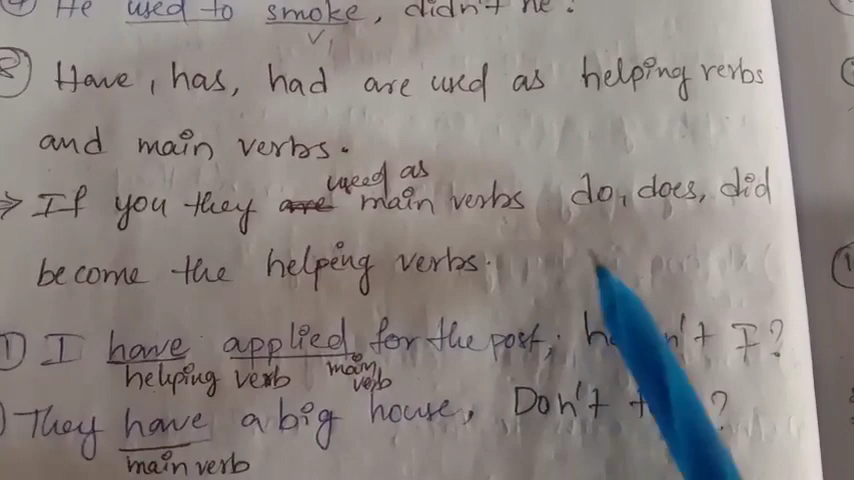 He used to smoke, didn't he?
8 Have, has, had are used as helping verbs
and main verbs.
used as
⇒ If you they are main verbs do, does, did
become the helping verbs.
1) I have applied for the post, I?
helping verb main verb
They have a big house, Don't ?
main verb